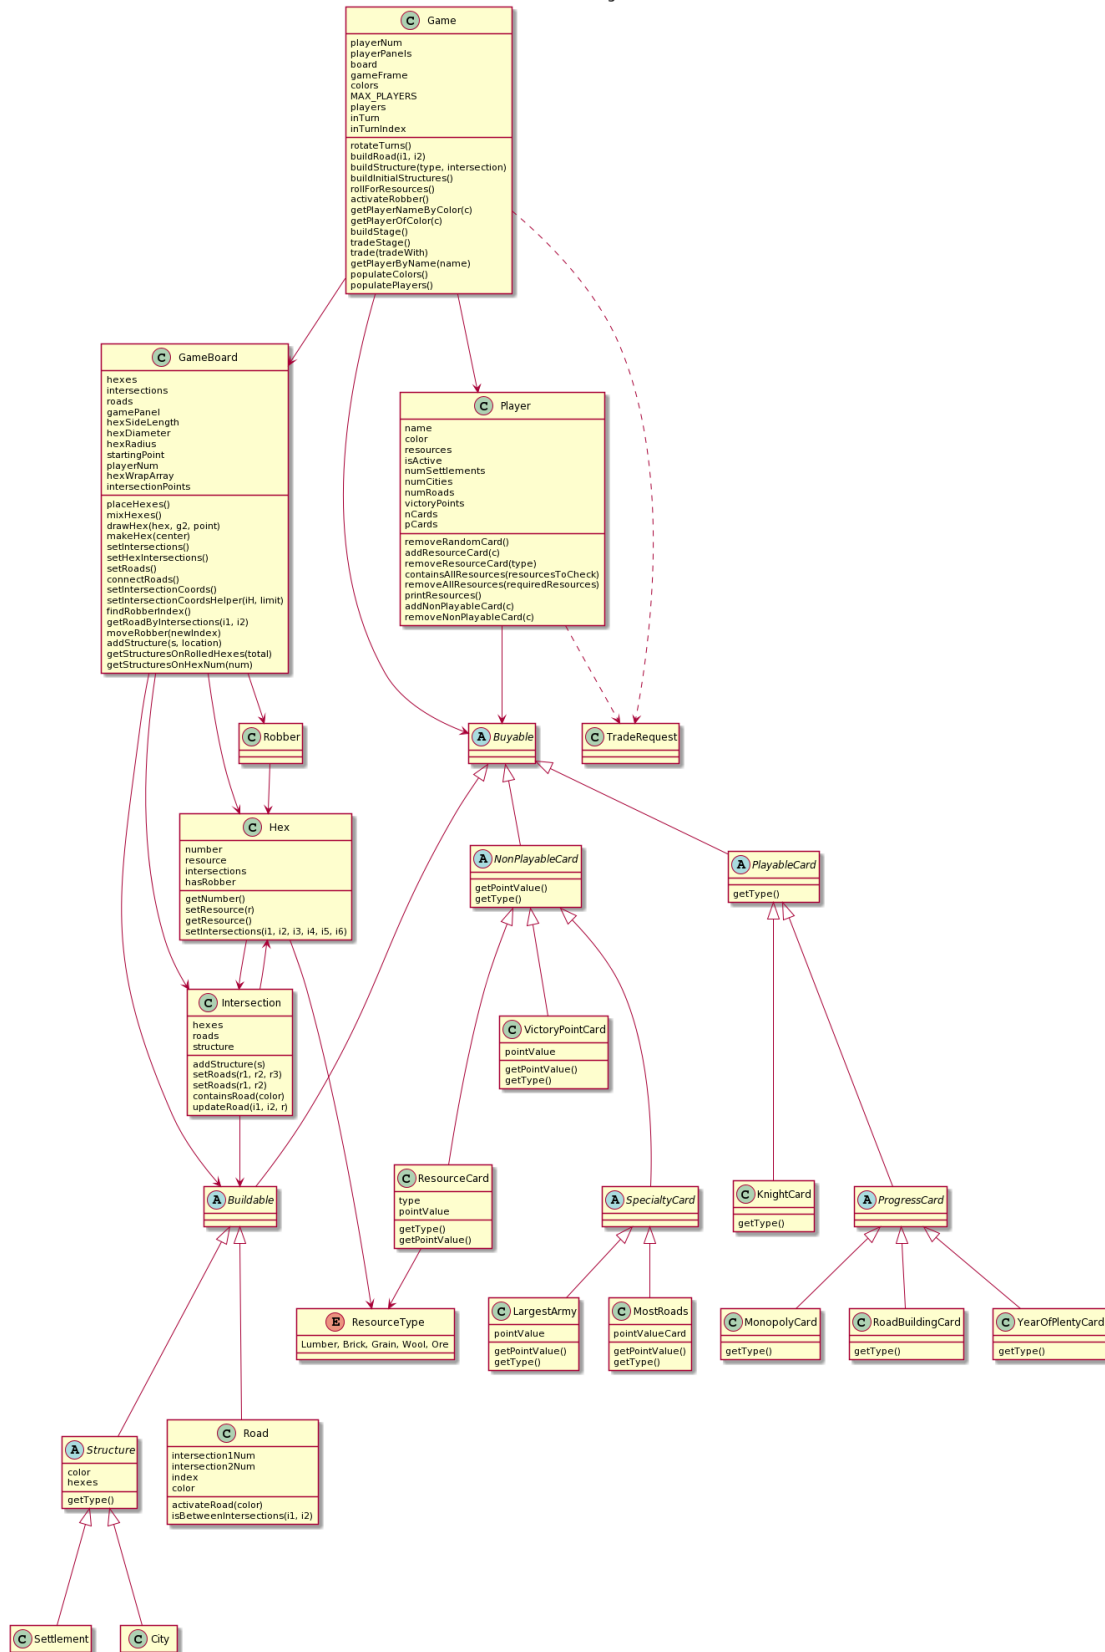 C Game
playerNum
playerPanels
board
gameFrame
colors
MAX_PLAYERS
players
inTurn
inTurnIndex
rotateTurns()
buildRoad(i1, i2)
buildStructure(type, intersection)
buildInitialStructures()
rollForResources()
activateRobber()
getPlayerNameByColor(c)
getPlayerOfColor(c)
buildStage()
tradeStage()
trade(tradeWith)
getPlayerByName(name)
populateColors()
populatePlayers()
C GameBoard
hexes
intersections
roads
gamePanel
hexSideLength
hexDiameter
hexRadius
startingPoint
playerNum
hexWrapArray
intersectionPoints
placeHexes()
mixHexes()
drawHex(hex, g2, point)
makeHex(center)
setIntersections()
setHexIntersections()
setRoads()
connectRoads()
setIntersectionCoords()
setIntersectionCoordsHelper(iH, limit)
findRobberIndex()
getRoadByIntersections(i1, i2)
moveRobber(newIndex)
addStructure(s, location)
getStructuresOnRolledHexes(total)
getStructuresOnHexNum(num)
C Player
name
color
resources
isActive
numSettlements
numCities
numRoads
victoryPoints
nCards
pCards
removeRandomCard()
addResourceCard(c)
removeResourceCard(type)
containsAllResources(resourcesToCheck)
removeAllResources(requiredResources)
printResources()
addNonPlayableCard(c)
removeNonPlayableCard(c)
C Robber
A Buyable
C TradeRequest
C Hex
number
resource
intersections
hasRobber
getNumber()
setResource(r)
getResource()
setIntersections(i1, i2, i3, i4, i5, i6)
A NonPlayableCard
getPointValue()
getType()
A PlayableCard
getType()
C Intersection
hexes
roads
structure
addStructure(s)
setRoads(r1, r2, r3)
setRoads(r1, r2)
containsRoad(color)
updateRoad(i1, i2, r)
C VictoryPointCard
pointValue
getPointValue()
getType()
A Buildable
C ResourceCard
type
pointValue
getType()
getPointValue()
A SpecialtyCard
C KnightCard
getType()
A ProgressCard
E ResourceType
Lumber, Brick, Grain, Wool, Ore
C LargestArmy
pointValue
getPointValue()
getType()
C MostRoads
pointValueCard
getPointValue()
getType()
C MonopolyCard
getType()
C RoadBuildingCard
getType()
C YearOfPlentyCard
getType()
A Structure
color
hexes
getType()
C Road
intersection1Num
intersection2Num
index
color
activateRoad(color)
isBetweenIntersections(i1, i2)
C Settlement
C City